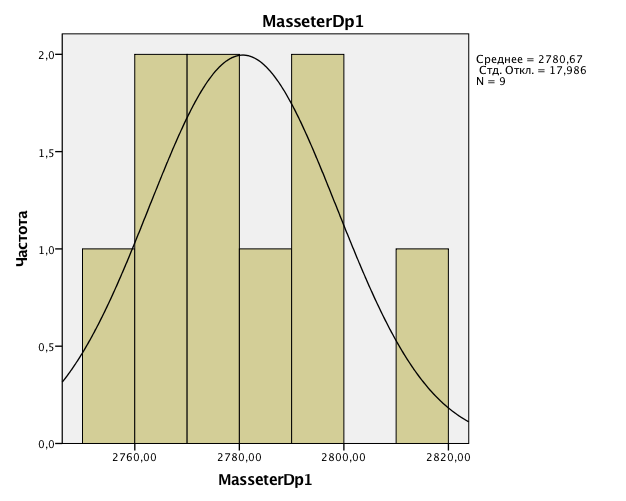 MasseterDp1
Среднее = 2780,67
Стд. Откл. = 17,986
N = 9
2,0
1,5
1,0
0,5
0,0
Частота
2760,00
2780,00
2800,00
2820,00
MasseterDp1